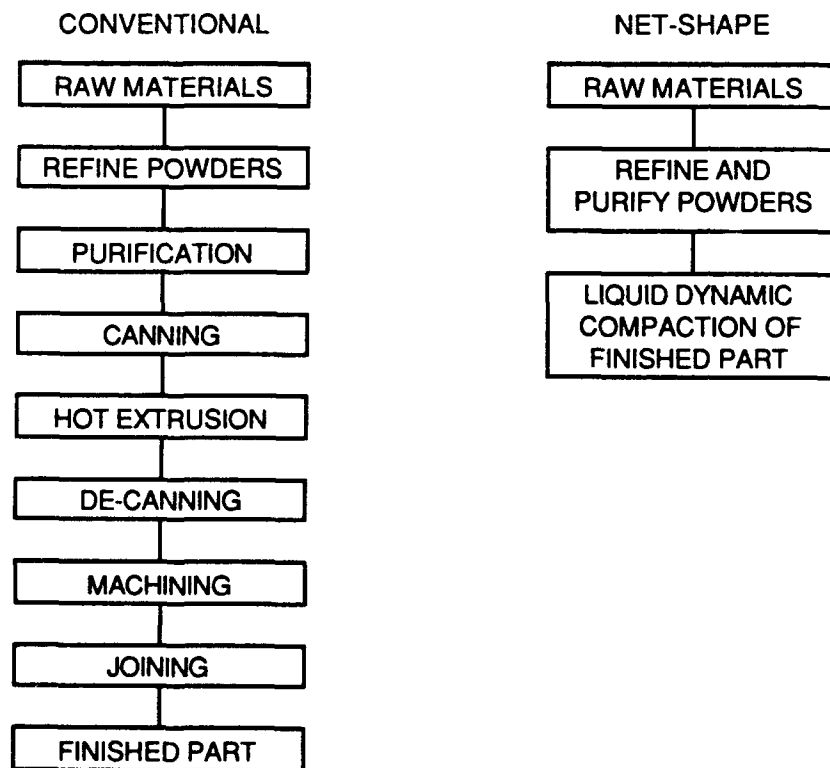 CONVENTIONAL
RAW MATERIALS
REFINE POWDERS
PURIFICATION
CANNING
HOT EXTRUSION
DE-CANNING
MACHINING
JOINING
FINISHED PART
NET-SHAPE
RAW MATERIALS
REFINE AND
PURIFY POWDERS
LIQUID DYNAMIC
COMPACTION OF
FINISHED PART